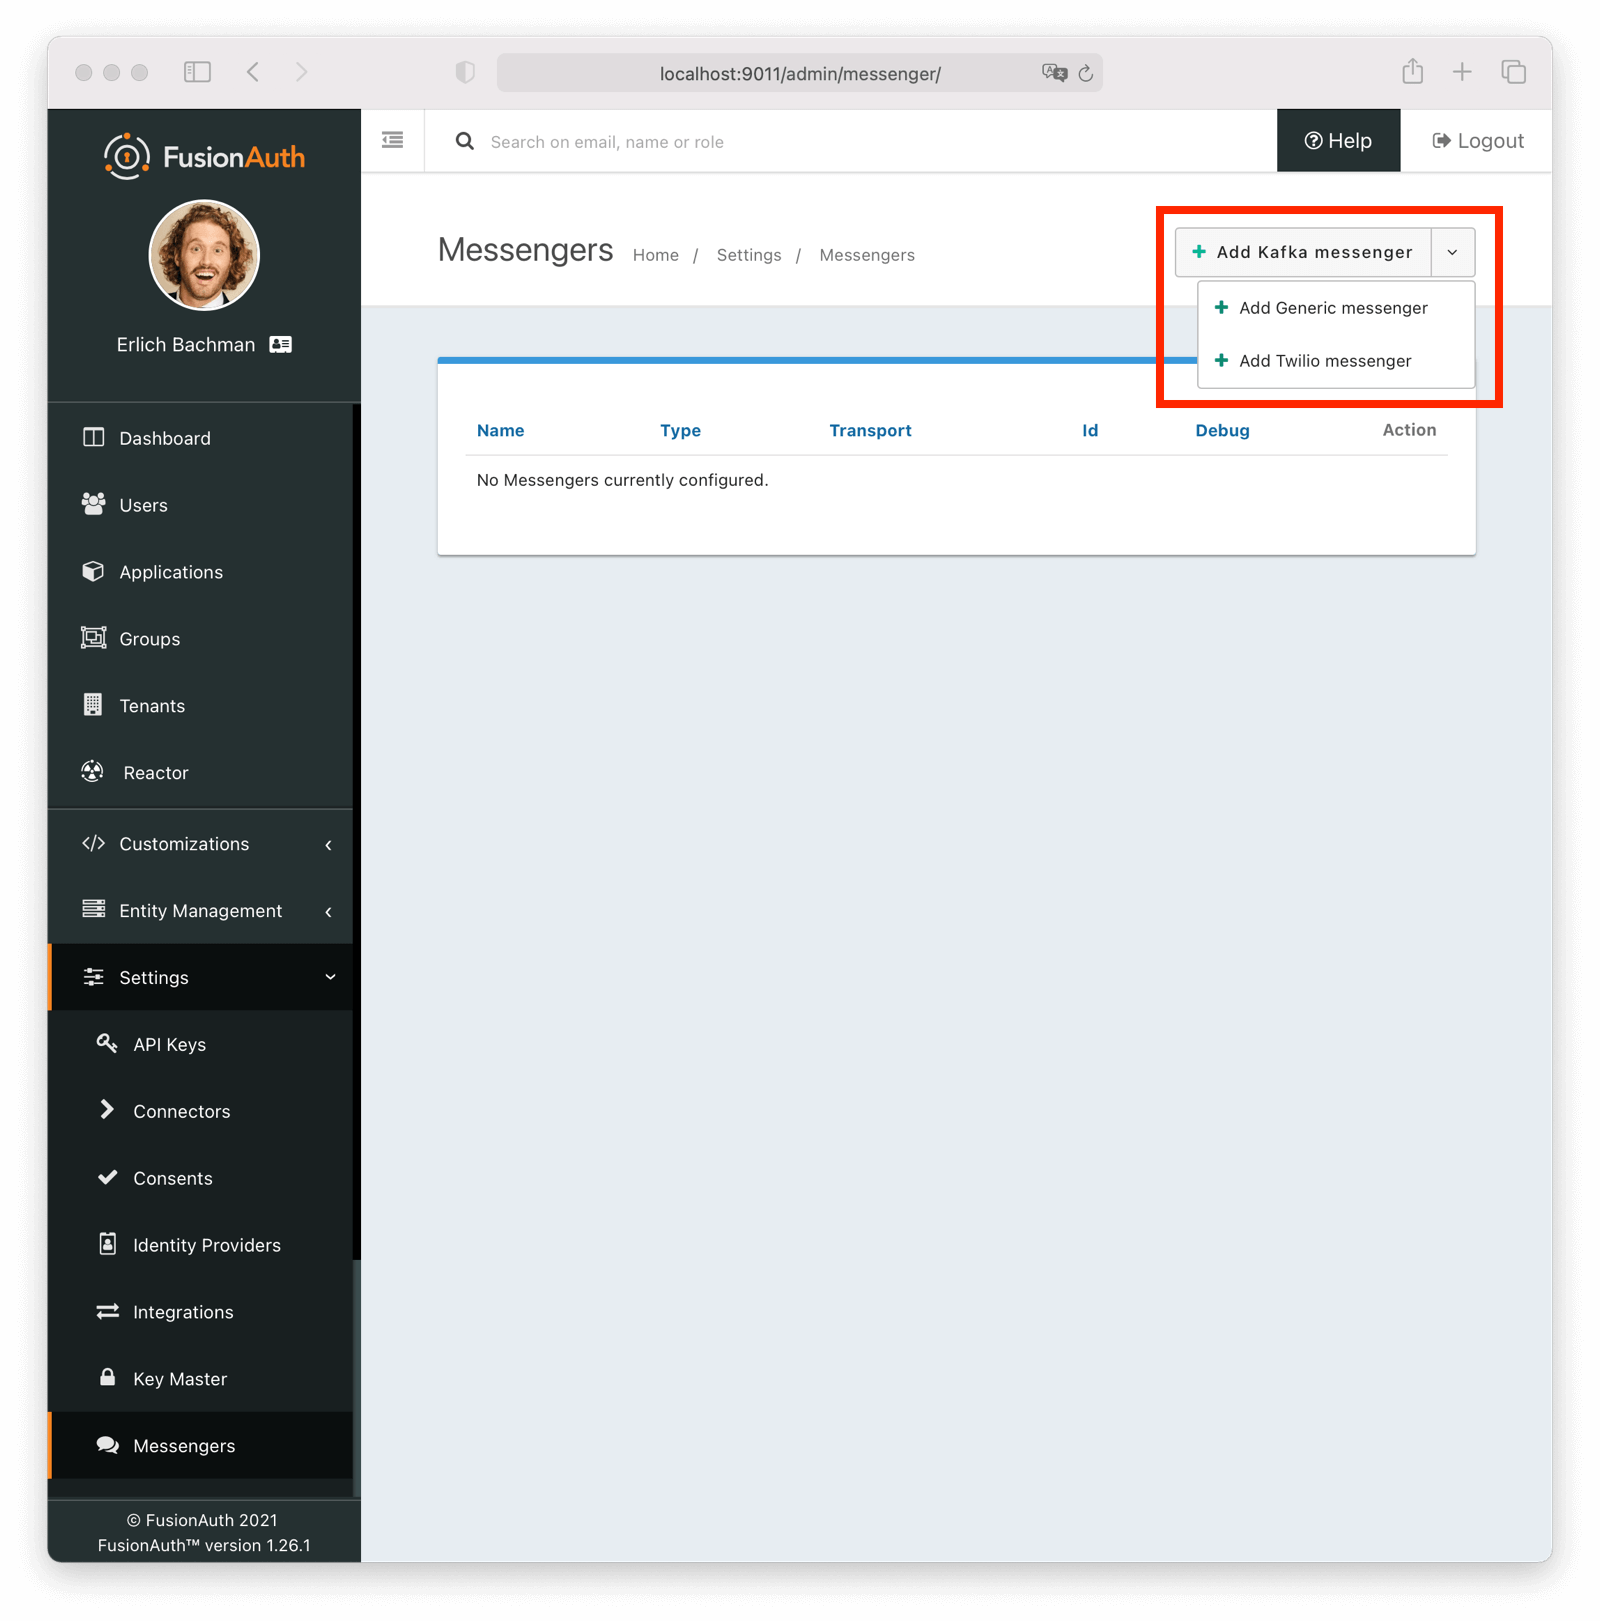 localhost:9011/admin/messenger/
FusionAuth
Search on email, name or role
Help
Logout
Erlich Bachman
Messengers
Home / Settings / Messengers
Add Kafka messenger
Add Generic messenger
Add Twilio messenger
Name Type Transport Id Debug Action
No Messengers currently configured.
Dashboard
Users
Applications
Groups
Tenants
Reactor
Customizations
Entity Management
Settings
API Keys
Connectors
Consents
Identity Providers
Integrations
Key Master
Messengers
© FusionAuth 2021
FusionAuth™ version 1.26.1